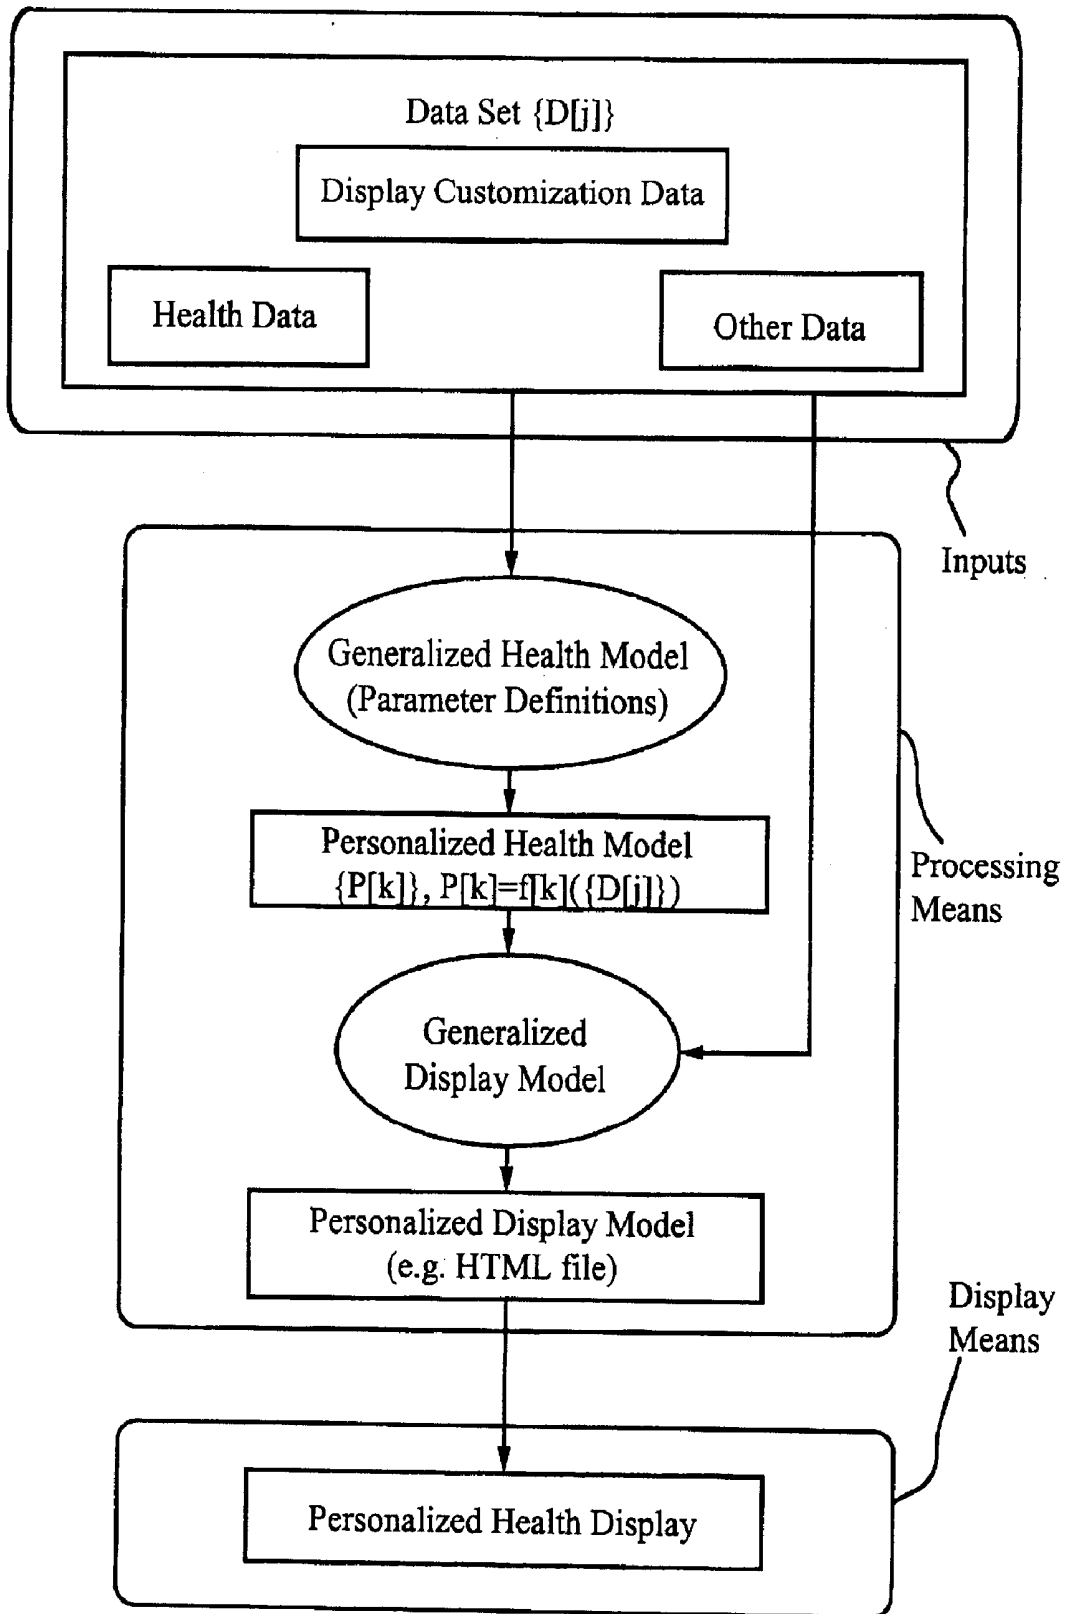 Data Set {D[j]}
Display Customization Data
Health Data
Other Data
Inputs
Generalized Health Model
(Parameter Definitions)
Personalized Health Model
{P[k]}, P[k]=f[k]({D[j]})
Processing
Means
Generalized
Display Model
Personalized Display Model
(e.g. HTML file)
Display
Means
Personalized Health Display